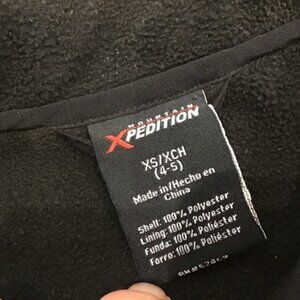 MOUNTAIN
XPEDITION
XS/XCH
(4-5)
Made in/Hecho en
China
Shell: 100% Polyester
Lining: 100% Polyester
Funda: 100% Poliéster
Forro: 100% Poliéster